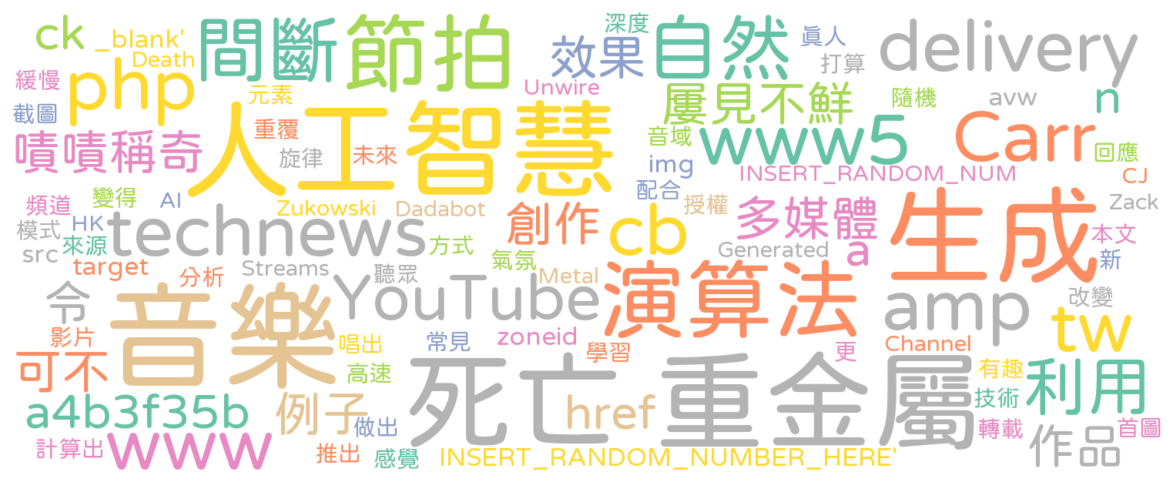 ck
_blank'
Death
間斷
節拍
效果
深度
自然
眞人
打算
delivery
緩慢
php
元素
Unwire
屢見不鮮
隨機
avw
n
截圖
嘖嘖稱奇
人工智慧
重覆
旋律
未來
音域
www5
Carr
回應
img
配合
INSERT_RANDOM_NUM
CJ
頻道
變得
AI
Zukowski
Dadabot
授權
多媒體
Zack
模式
HK
technews
創作
cb
a
生成
本文
src
來源
方式
氣氛
Generated
新
target
分析
Streams
聽眾
Metal
令
音樂
YouTube
演算法
amp
改變
tw
影片
唱出
常見
zoneid
學習
更
Channel
可不
高速
死亡
重金屬
有趣
利用
技術
a4b3f35b
例子
做出
href
轉載
首圖
計算出
www
推出
感覺
INSERT_RANDOM_NUMBER_HERE'
作品